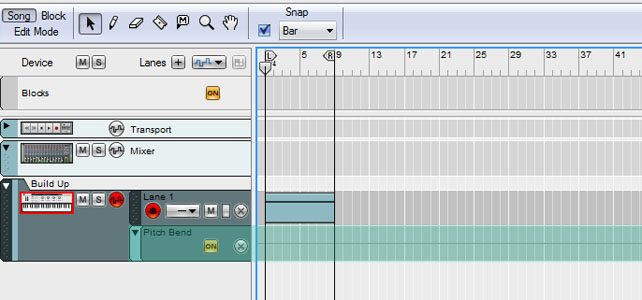 Song Block Snap
Edit Mode M Bar
Device M S Lanes +
L R
5 9 13 17 21 25 29 33 37 41
Blocks ON
Transport
M S Mixer
Build Up
M S Lane 1
M
Pitch Bend
ON